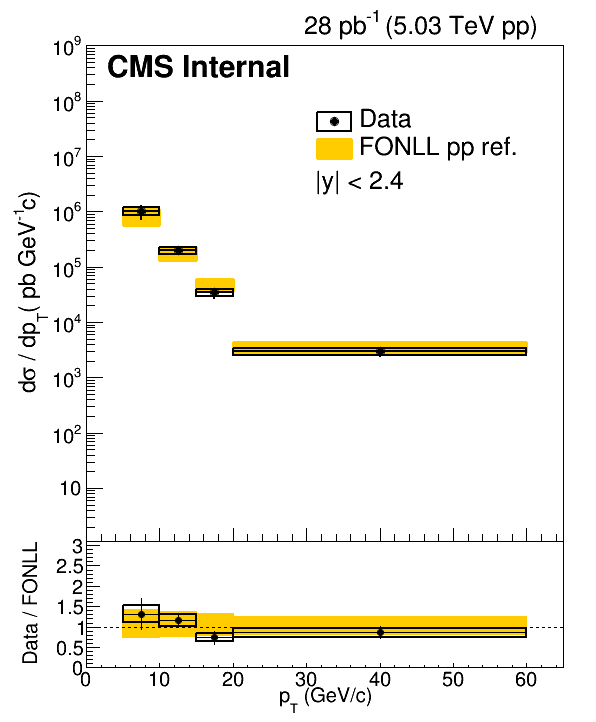 28 pb⁻¹ (5.03 TeV pp)
CMS Internal
Data
FONLL pp ref.
|y| < 2.4
dσ / dp_T( pb GeV⁻¹c)
10⁹
10⁸
10⁷
10⁶
10⁵
10⁴
10³
10²
10
Data / FONLL
3
2.5
2
1.5
1
0.5
0
0 10 20 30 40 50 60
p_T (GeV/c)